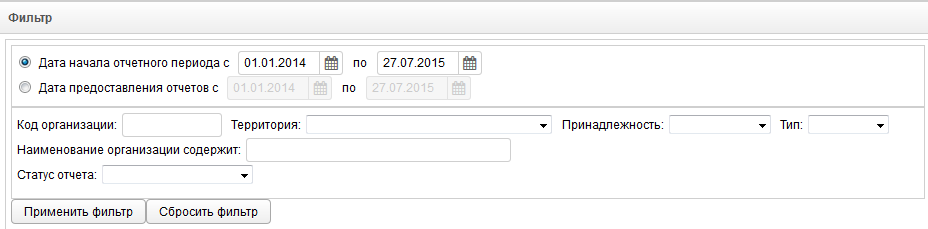 Фильтр
Дата начала отчетного периода с 01.01.2014 по 27.07.2015
Дата предоставления отчетов с 01.01.2014 по 27.07.2015
Код организации: Территория: Принадлежность: Тип:
Наименование организации содержит:
Статус отчета:
Применить фильтр Сбросить фильтр